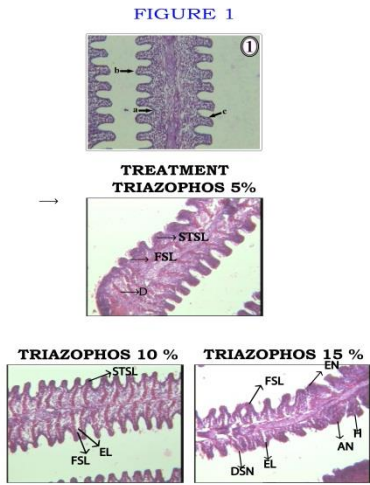 FIGURE 1
1
b
a
c
TREATMENT
TRIAZOPHOS 5%
STSL
FSL
D
TRIAZOPHOS 10 %
STSL
FSL
EL
TRIAZOPHOS 15 %
EN
FSL
H
AN
DSN
EL